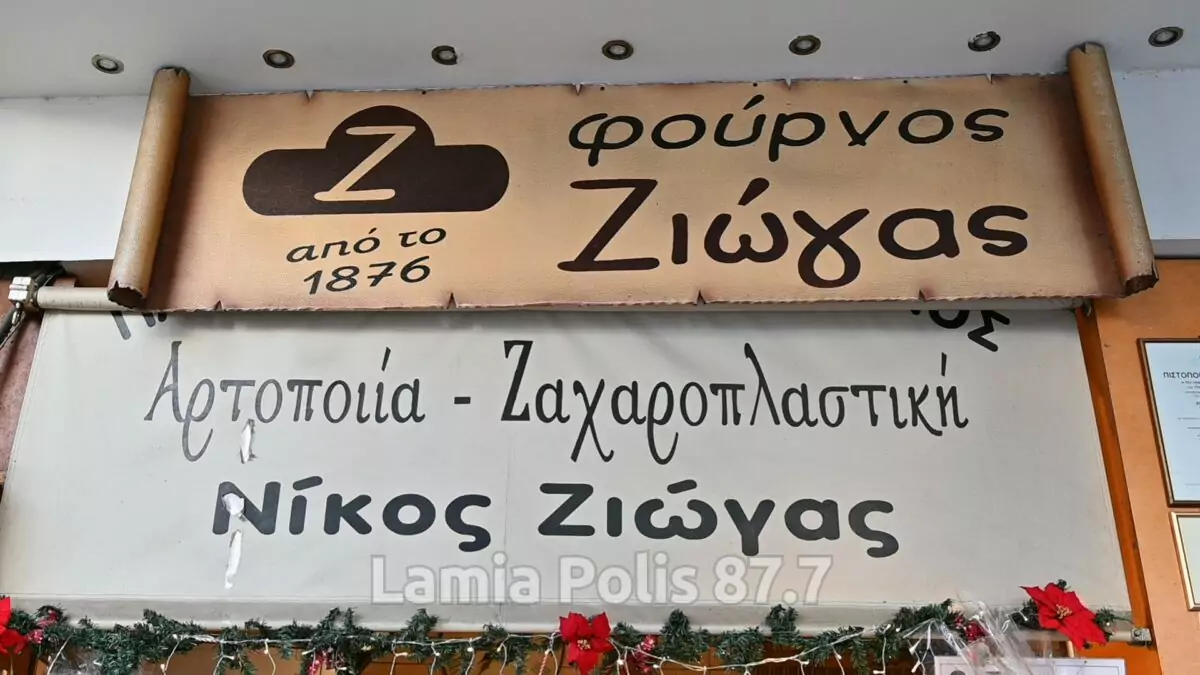 Ζ
από το
1876
φούρνος
Ζιώγας
Αρτοποιία - Ζαχαροπλαστική
Νίκος Ζιώγας
Lamia Polis 87.7